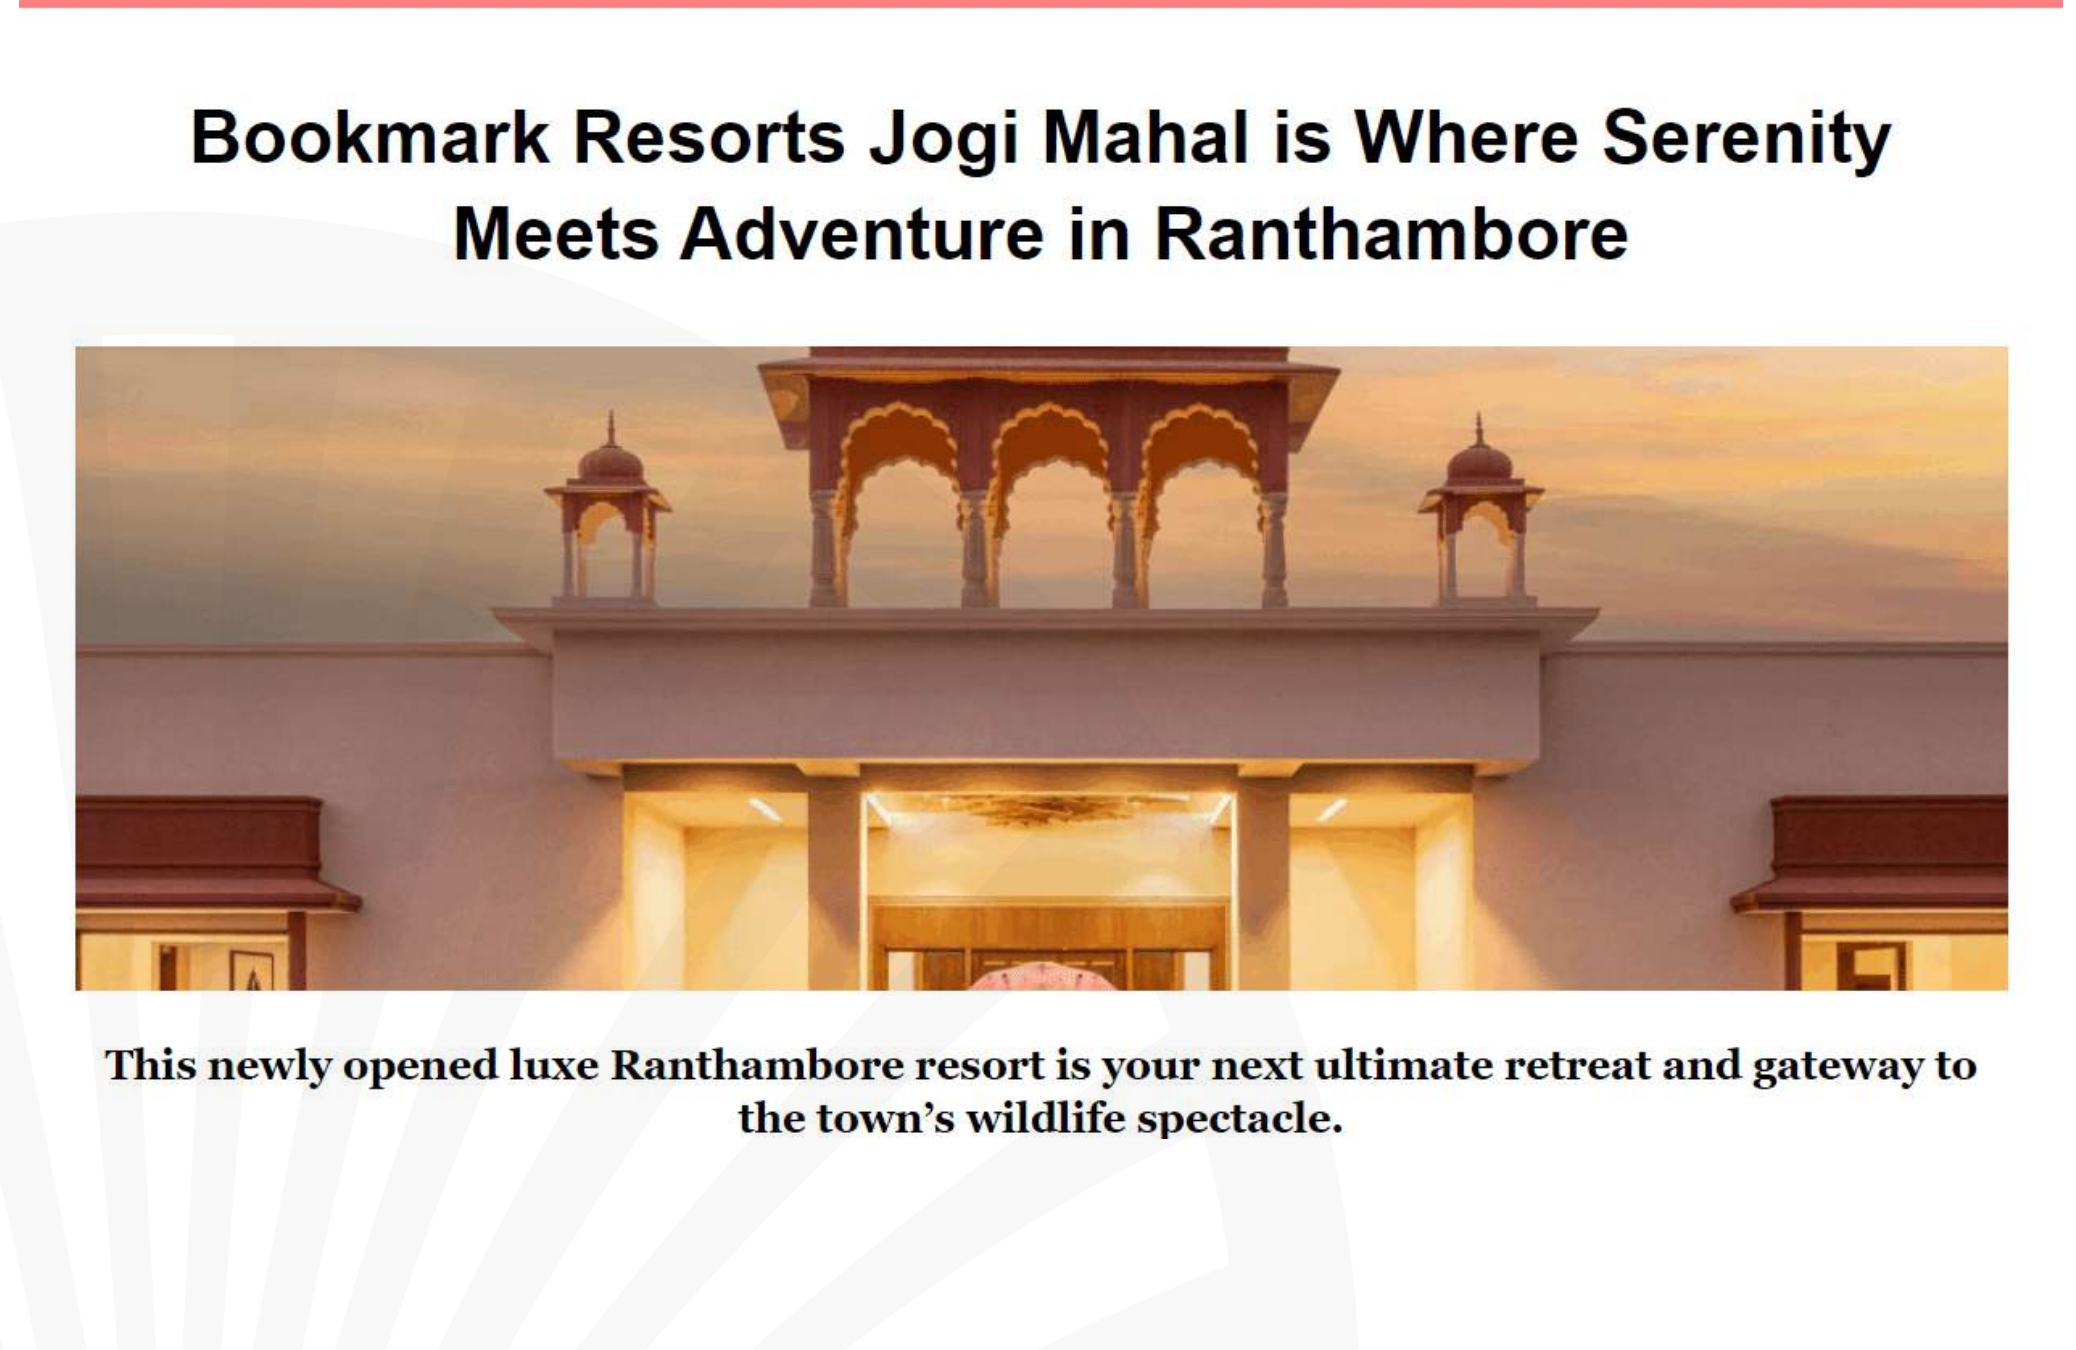 Bookmark Resorts Jogi Mahal is Where Serenity
Meets Adventure in Ranthambore
This newly opened luxe Ranthambore resort is your next ultimate retreat and gateway to
the town’s wildlife spectacle.